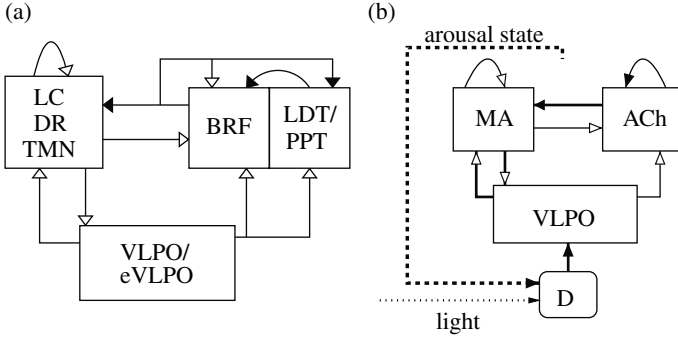 (a)
LC
DR
TMN
BRF
LDT/
PPT
VLPO/
eVLPO
(b)
arousal state
MA
ACh
VLPO
D
light